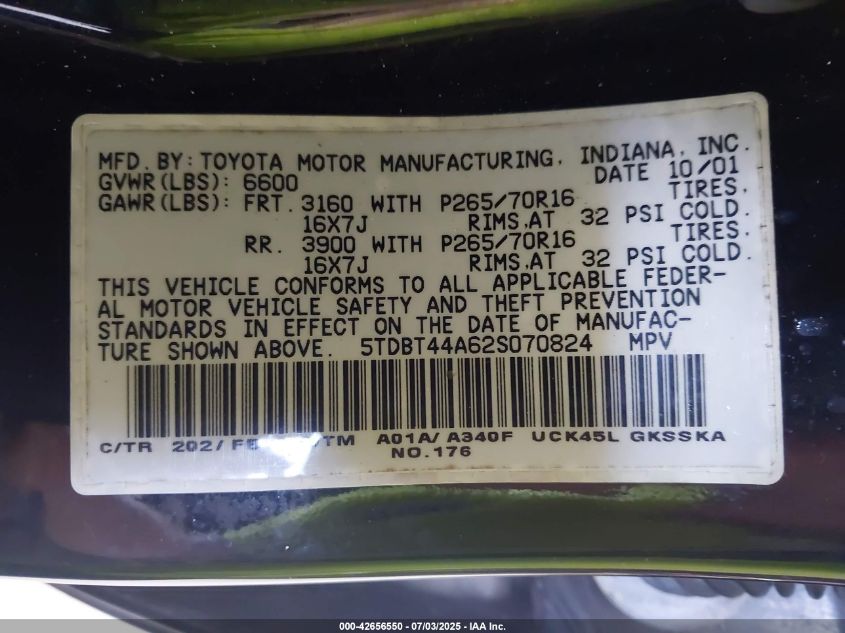 MFD. BY: TOYOTA MOTOR MANUFACTURING, INDIANA, INC.
GVWR(LBS): 6600 DATE 10/01
GAWR(LBS): FRT. 3160 WITH P265/70R16 TIRES,
16X7J RIMS,AT 32 PSI COLD.
RR. 3900 WITH P265/70R16 TIRES.
16X7J RIMS,AT 32 PSI COLD.
THIS VEHICLE CONFORMS TO ALL APPLICABLE FEDER-
AL MOTOR VEHICLE SAFETY AND THEFT PREVENTION
STANDARDS IN EFFECT ON THE DATE OF MANUFAC-
TURE SHOWN ABOVE. 5TDBT44A62S070824 MPV
C/TR 202/ A01A/ A340F UCK45L GKSSKA
NO.176
000-42656550 - 07/03/2025 - IAA Inc.